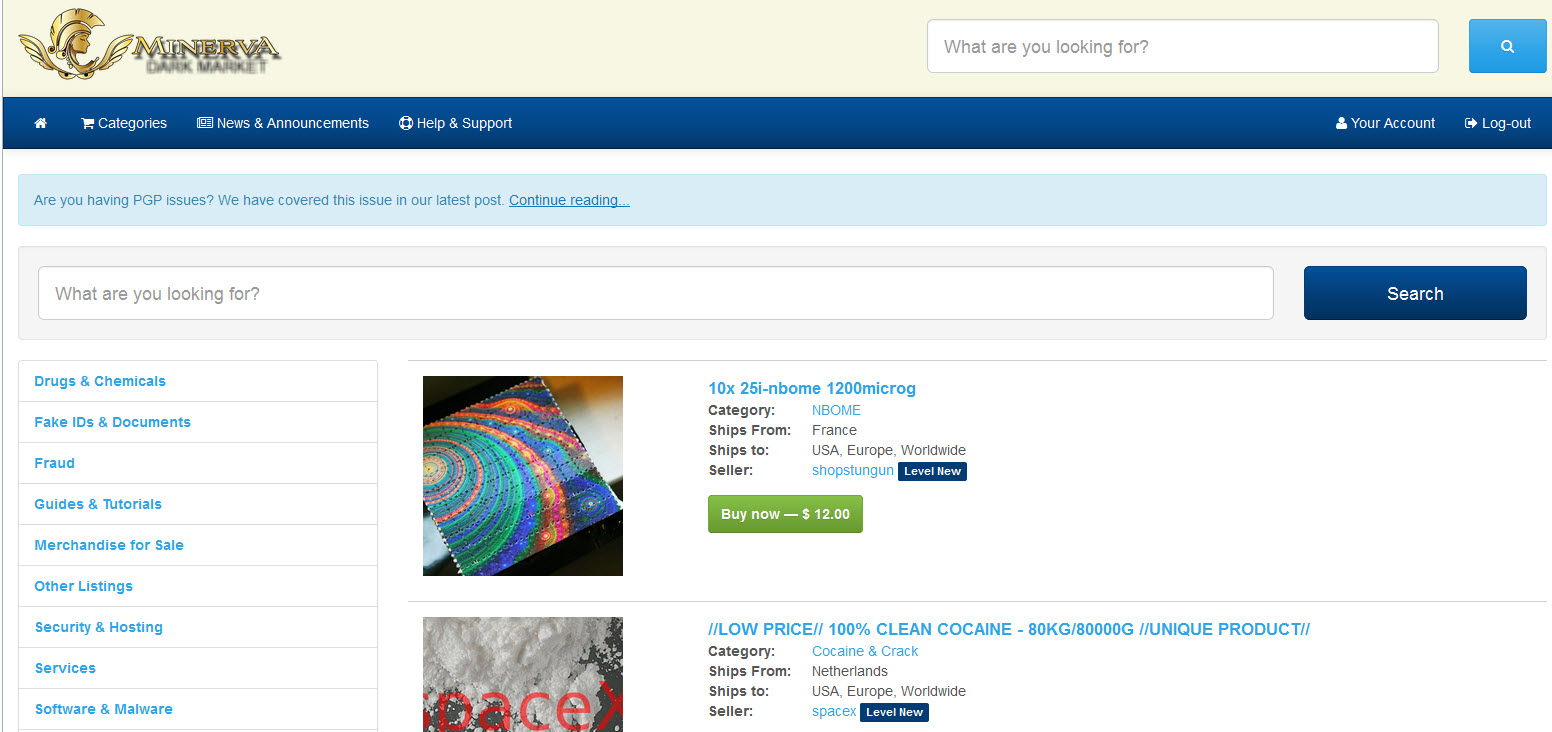 MINERVA
DARK MARKET
What are you looking for?
Categories
News & Announcements
Help & Support
Your Account
Log-out
Are you having PGP issues? We have covered this issue in our latest post. Continue reading...
What are you looking for?
Search
Drugs & Chemicals
Fake IDs & Documents
Fraud
Guides & Tutorials
Merchandise for Sale
Other Listings
Security & Hosting
Services
Software & Malware
10x 25i-nbome 1200microg
Category: NBOME
Ships From: France
Ships to: USA, Europe, Worldwide
Seller: shopstungun Level New
Buy now — $ 12.00
//LOW PRICE// 100% CLEAN COCAINE - 80KG/80000G //UNIQUE PRODUCT//
Category: Cocaine & Crack
Ships From: Netherlands
Ships to: USA, Europe, Worldwide
Seller: spacex Level New
spaceX